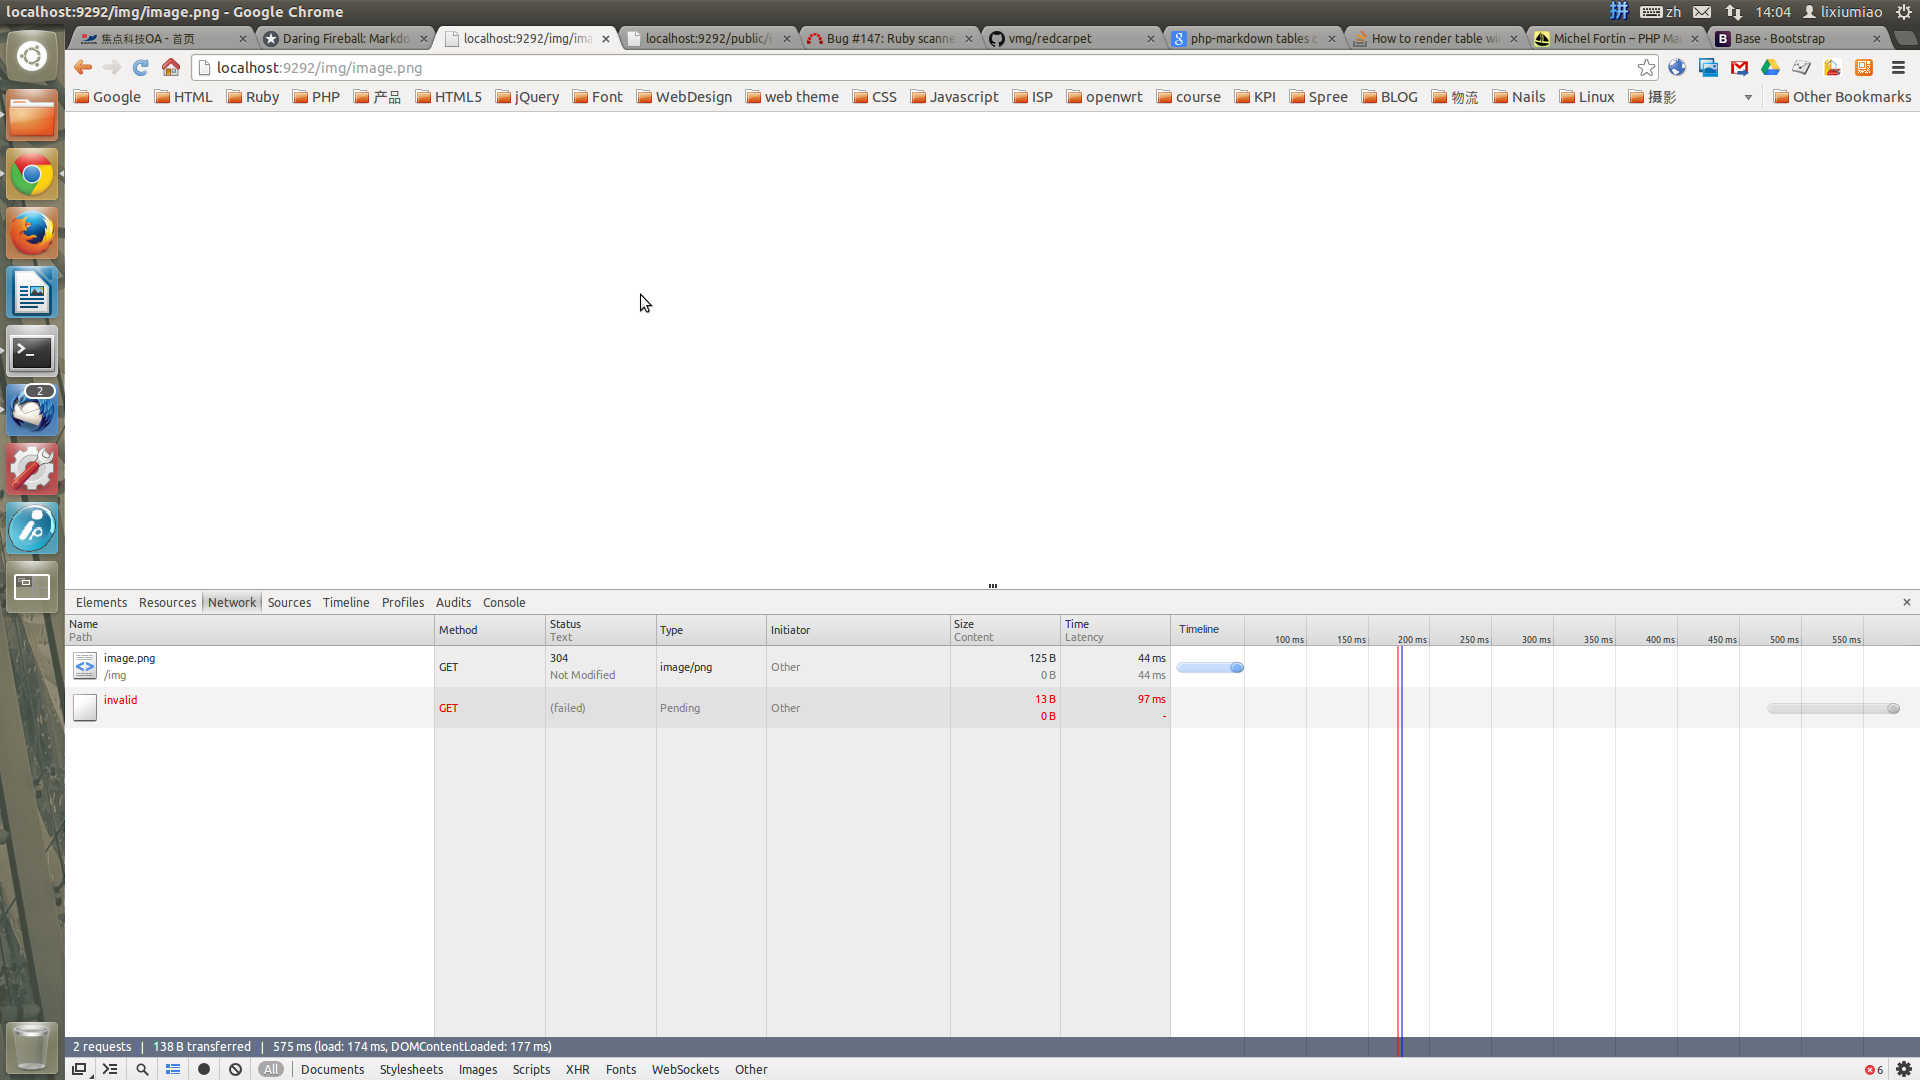 localhost:9292/img/image.png - Google Chrome
拼 zh 14:04 lixiumiao
焦点科技OA - 首页
Daring Fireball: Markdo
localhost:9292/img/ima
localhost:9292/public/i
Bug #147: Ruby scanne
vmg/redcarpet
php-markdown tables c
How to render table wi
Michel Fortin – PHP Ma
Base · Bootstrap
localhost:9292/img/image.png
Google HTML Ruby PHP 产品 HTML5 jQuery Font WebDesign web theme CSS Javascript ISP openwrt course KPI Spree BLOG 物流 Nails Linux 摄影 Other Bookmarks
2
Elements Resources Network Sources Timeline Profiles Audits Console
Name Method Status Type Initiator Size Time Timeline
Path Text Content Latency
100 ms 150 ms 200 ms 250 ms 300 ms 350 ms 400 ms 450 ms 500 ms 550 ms
image.png GET 304 image/png Other 125 B 44 ms
/img Not Modified 0 B 44 ms
invalid GET (failed) Pending Other 13 B 97 ms
0 B -
2 requests | 138 B transferred | 575 ms (load: 174 ms, DOMContentLoaded: 177 ms)
All Documents Stylesheets Images Scripts XHR Fonts WebSockets Other 6